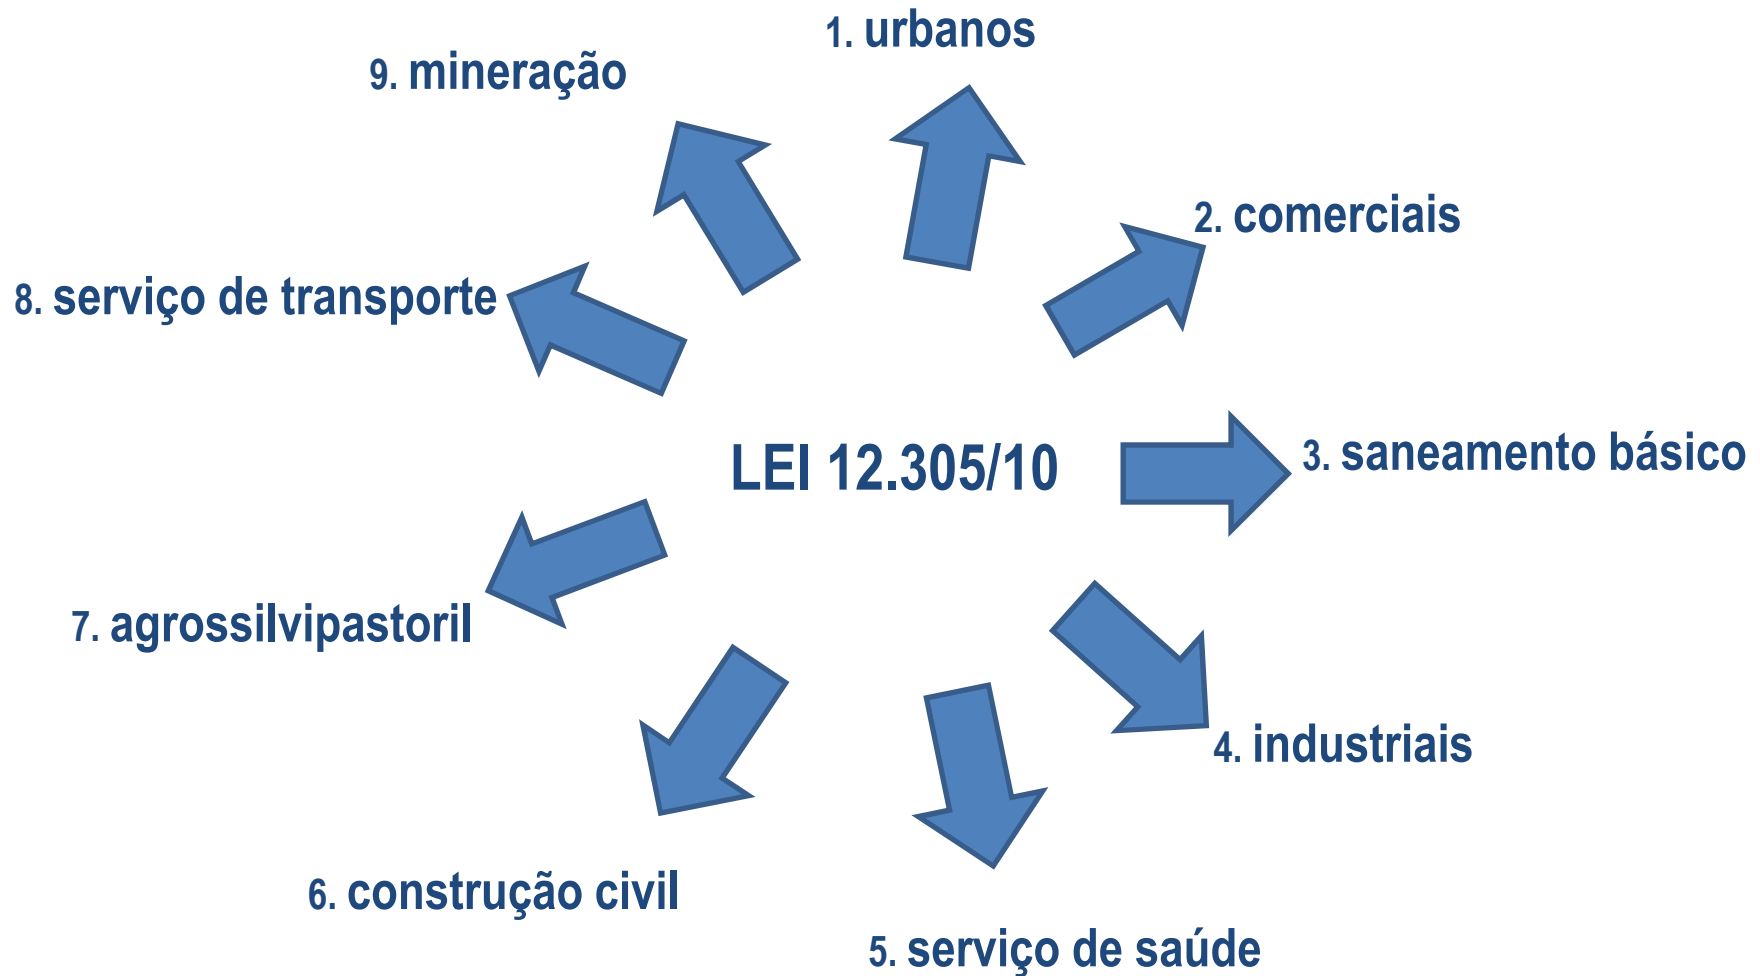 1. urbanos
2. comerciais
3. saneamento básico
4. industriais
5. serviço de saúde
6. construção civil
7. agrossilvipastoril
8. serviço de transporte
9. mineração
LEI 12.305/10